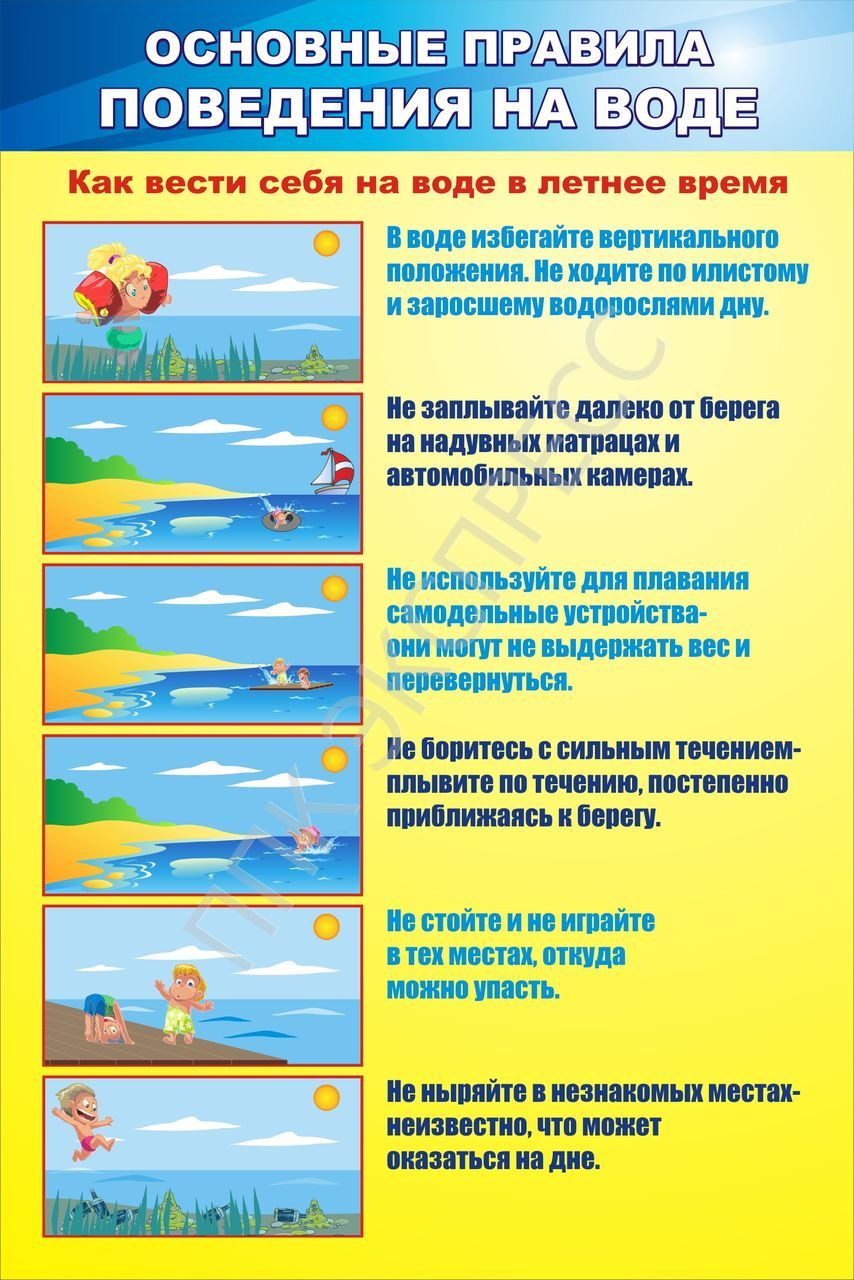 ОСНОВНЫЕ ПРАВИЛА
ПОВЕДЕНИЯ НА ВОДЕ
Как вести себя на воде в летнее время
В воде избегайте вертикального
положения. Не ходите по илистому
и заросшему водорослями дну.
Не заплывайте далеко от берега
на надувных матрацах и
автомобильных камерах.
Не используйте для плавания
самодельные устройства-
они могут не выдержать вес и
перевернуться.
Не боритесь с сильным течением-
плывите по течению, постепенно
приближаясь к берегу.
Не стойте и не играйте
в тех местах, откуда
можно упасть.
Не ныряйте в незнакомых местах-
неизвестно, что может
оказаться на дне.
ППК ЭКСПРЕСС